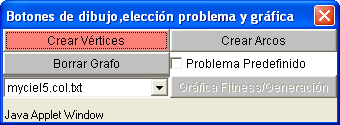 Botones de dibujo,elección problema y gráfica
Crear Vértices
Crear Arcos
Borrar Grafo
Problema Predefinido
myciel5.col.txt
Gráfica Fitness/Generación
Java Applet Window